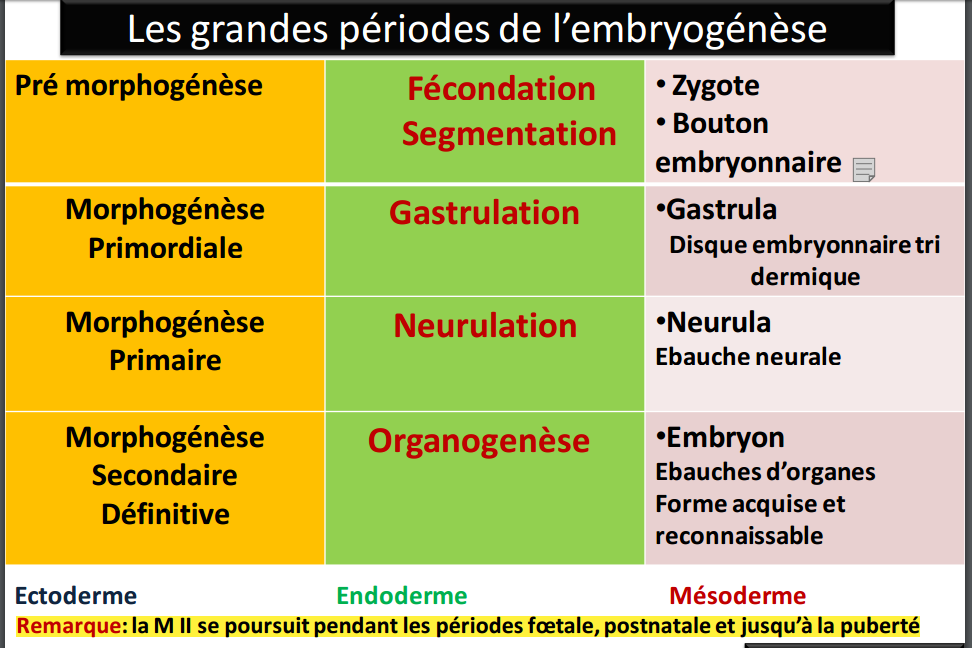 Les grandes périodes de l’embryogénèse
Pré morphogénèse
Fécondation
Segmentation
• Zygote
• Bouton
embryonnaire
Morphogénèse
Primordiale
Gastrulation
•Gastrula
Disque embryonnaire tri
dermique
Morphogénèse
Primaire
Neurulation
•Neurula
Ebauche neurale
Morphogénèse
Secondaire
Définitive
Organogenèse
•Embryon
Ebauches d’organes
Forme acquise et
reconnaissable
Ectoderme
Endoderme
Mésoderme
Remarque: la M II se poursuit pendant les périodes fœtale, postnatale et jusqu’à la puberté